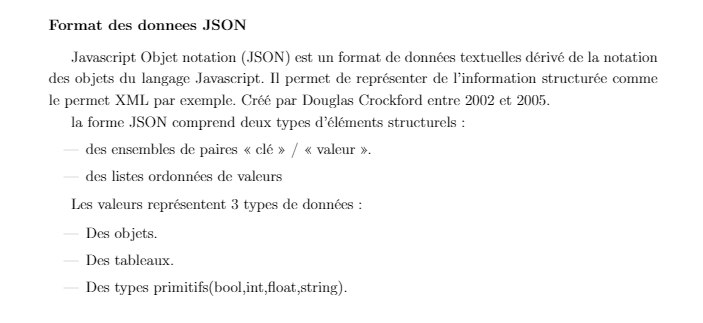 Format des donnees JSON
Javascript Objet notation (JSON) est un format de données textuelles dérivé de la notation
des objets du langage Javascript. Il permet de représenter de l'information structurée comme
le permet XML par exemple. Créé par Douglas Crockford entre 2002 et 2005.
la forme JSON comprend deux types d'éléments structurels :
— des ensembles de paires « clé » / « valeur ».
— des listes ordonnées de valeurs
Les valeurs représentent 3 types de données :
— Des objets.
— Des tableaux.
— Des types primitifs(bool,int,float,string).